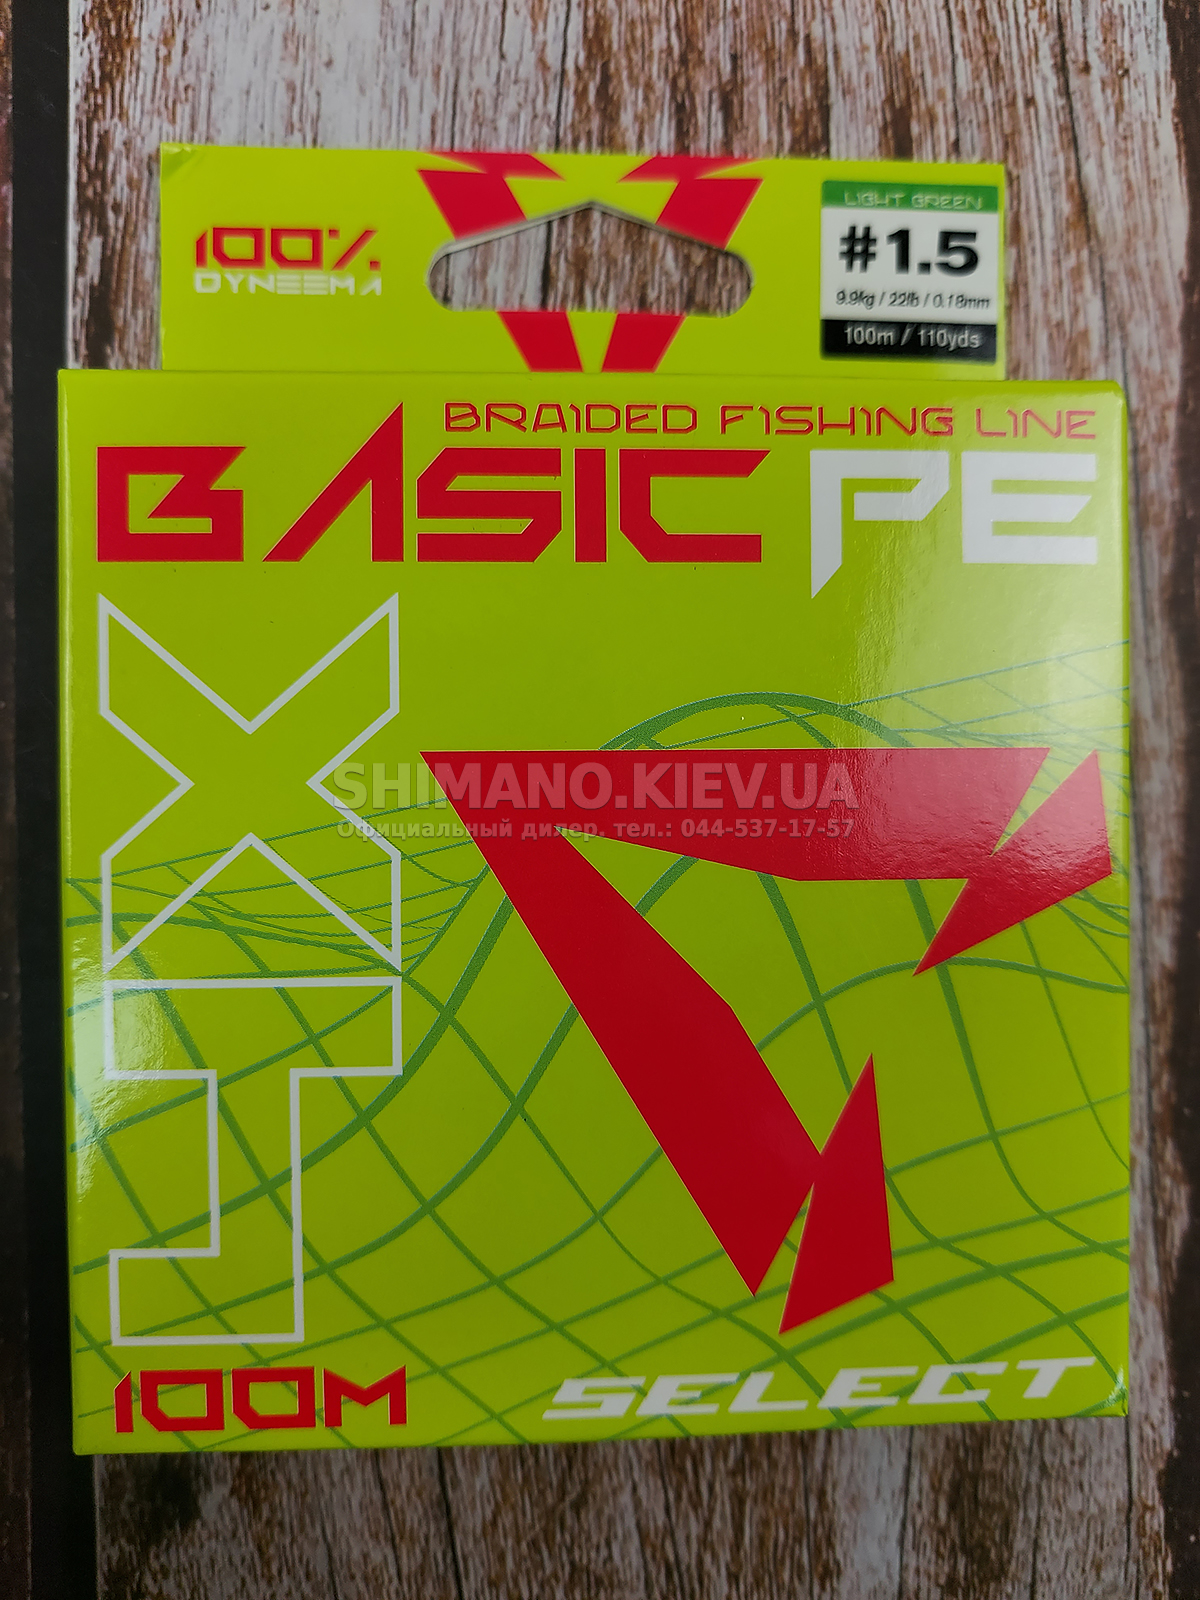 100%
DYNEEMA
LIGHT GREEN
#1.5
9.9kg / 22lb / 0.18mm
100m / 110yds
BRAIDED FISHING LINE
BASIC PE
X4
SHIMANO.KIEV.UA
Официальный дилер. тел.: 044-537-17-57
100M
SELECT